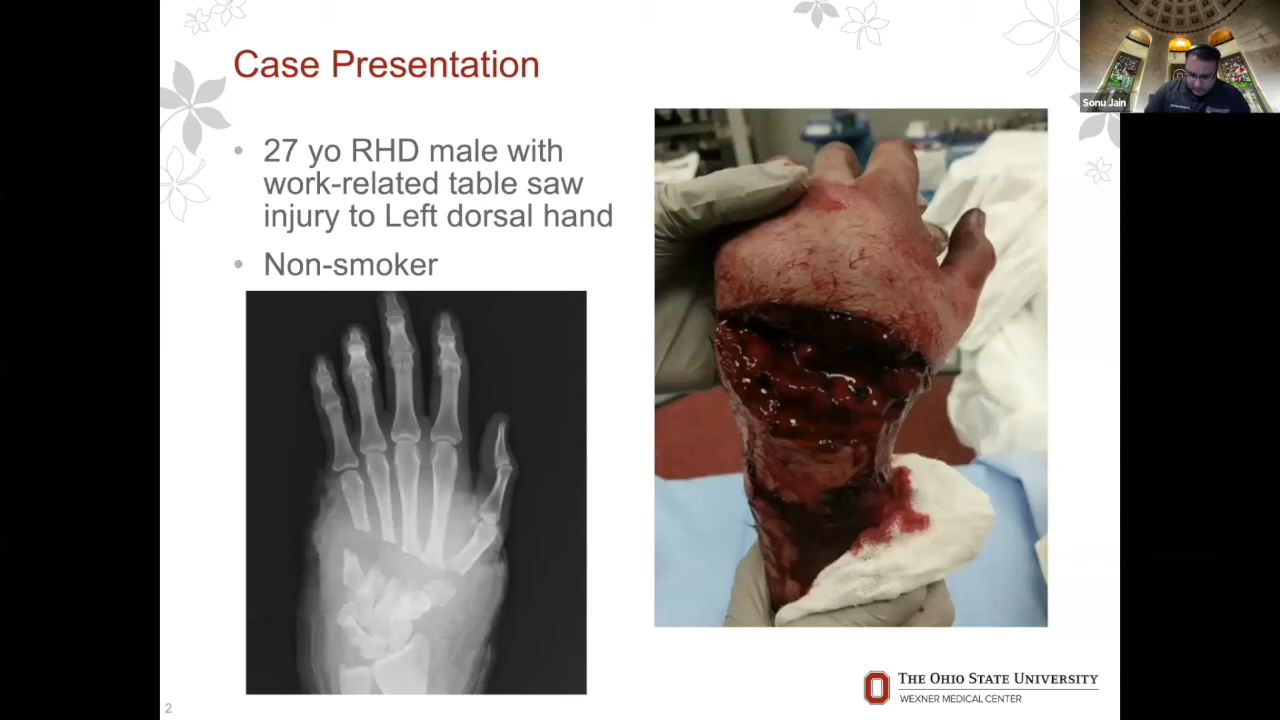 Case Presentation
27 yo RHD male with
work-related table saw
injury to Left dorsal hand
Non-smoker
Sonu Jain
THE OHIO STATE UNIVERSITY
WEXNER MEDICAL CENTER
2